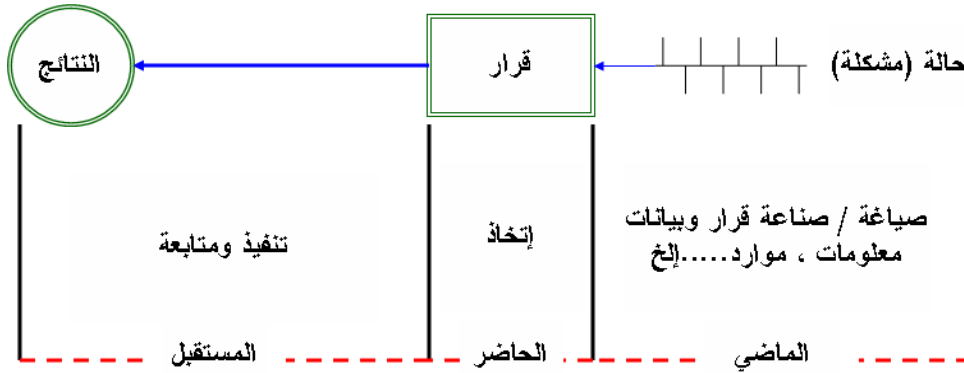 حالة (مشكلة)
قرار
النتائج
صياغة / صناعة قرار وبيانات
معلومات ، موارد.....إلخ
إتخاذ
تنفيذ ومتابعة
الماضي
الحاضر
المستقبل